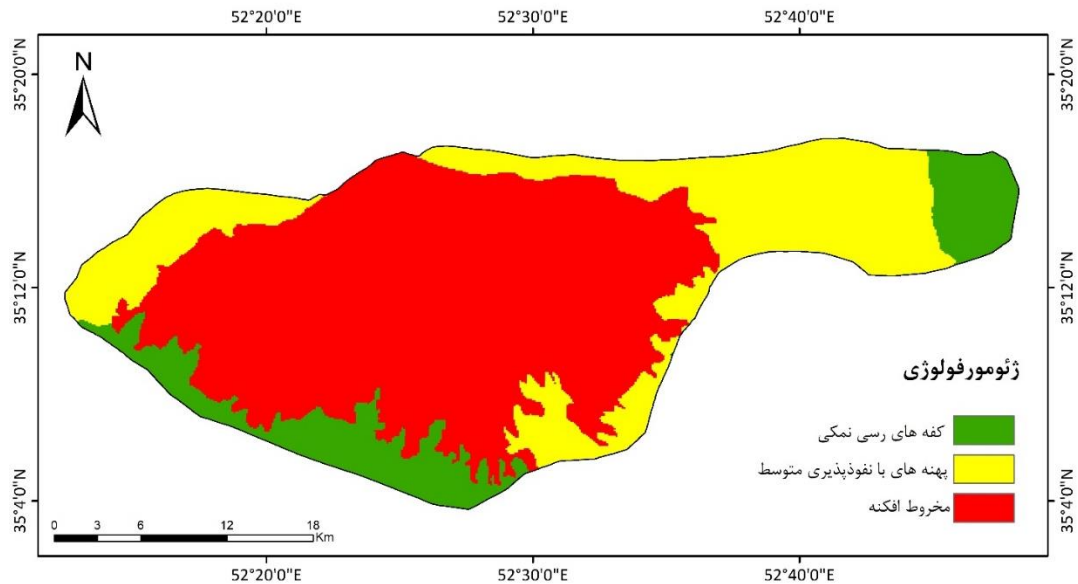 52°20'0"E 52°30'0"E 52°40'0"E
35°20'0"N 35°20'0"N
N
35°12'0"N 35°12'0"N
ژئومورفولوژی
کفه های رسی نمکی
پهنه های با نفوذپذیری متوسط
مخروط افکنه
35°4'0"N 35°4'0"N
0 3 6 12 18
Km
52°20'0"E 52°30'0"E 52°40'0"E